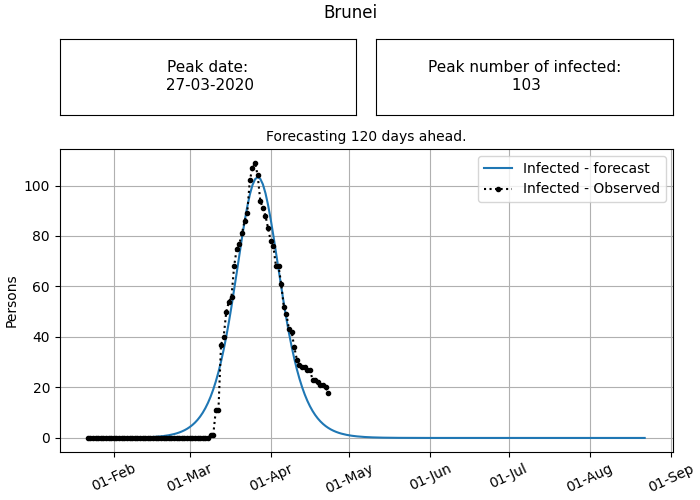 Brunei
Peak date:
27-03-2020
Peak number of infected:
103
Forecasting 120 days ahead.
Infected - forecast
Infected - Observed
Persons
100
80
60
40
20
0
01-Feb
01-Mar
01-Apr
01-May
01-Jun
01-Jul
01-Aug
01-Sep